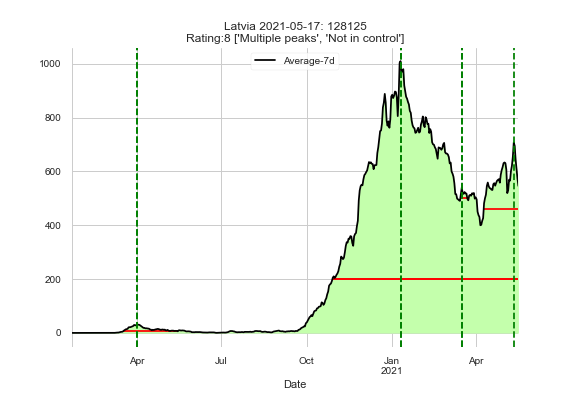 Latvia 2021-05-17: 128125
Rating:8 ['Multiple peaks', 'Not in control']
Average-7d
1000
800
600
400
200
0
Apr
Jul
Oct
Jan
2021
Apr
Date